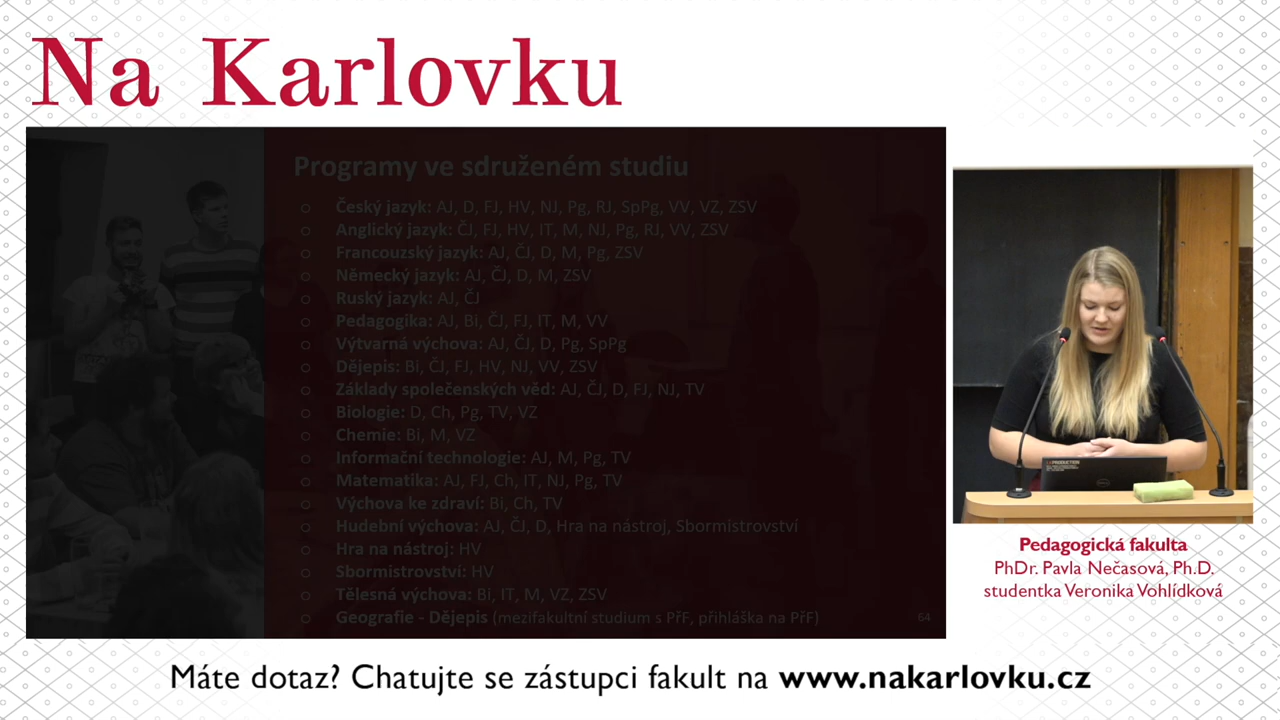 Na Karlovku
Programy ve sdruženém studiu
Český jazyk: AJ, D, FJ, HV, NJ, Pg, RJ, SpPg, VV, VZ, ZSV
Anglický jazyk: ČJ, FJ, HV, IT, M, NJ, Pg, RJ, VV, ZSV
Francouzský jazyk: AJ, ČJ, D, M, Pg, ZSV
Německý jazyk: AJ, ČJ, D, M, ZSV
Ruský jazyk: AJ, ČJ
Pedagogika: AJ, Bi, ČJ, FJ, IT, M, VV
Výtvarná výchova: AJ, ČJ, D, Pg, SpPg
Dějepis: Bi, ČJ, FJ, HV, NJ, VV, ZSV
Základy společenských věd: AJ, ČJ, D, FJ, NJ, TV
Biologie: D, Ch, Pg, TV, VZ
Chemie: Bi, M, VZ
Informační technologie: AJ, M, Pg, TV
Matematika: AJ, FJ, Ch, IT, NJ, Pg, TV
Výchova ke zdraví: Bi, Ch, TV
Hudební výchova: AJ, ČJ, D, Hra na nástroj, Sbormistrovství
Hra na nástroj: HV
Sbormistrovství: HV
Tělesná výchova: Bi, IT, M, VZ, ZSV
Geografie - Dějepis (mezifakultní studium s PřF, přihláška na PřF)
64
Pedagogická fakulta
PhDr. Pavla Nečasová, Ph.D.
studentka Veronika Vohlídková
Máte dotaz? Chatujte se zástupci fakult na www.nakarlovku.cz